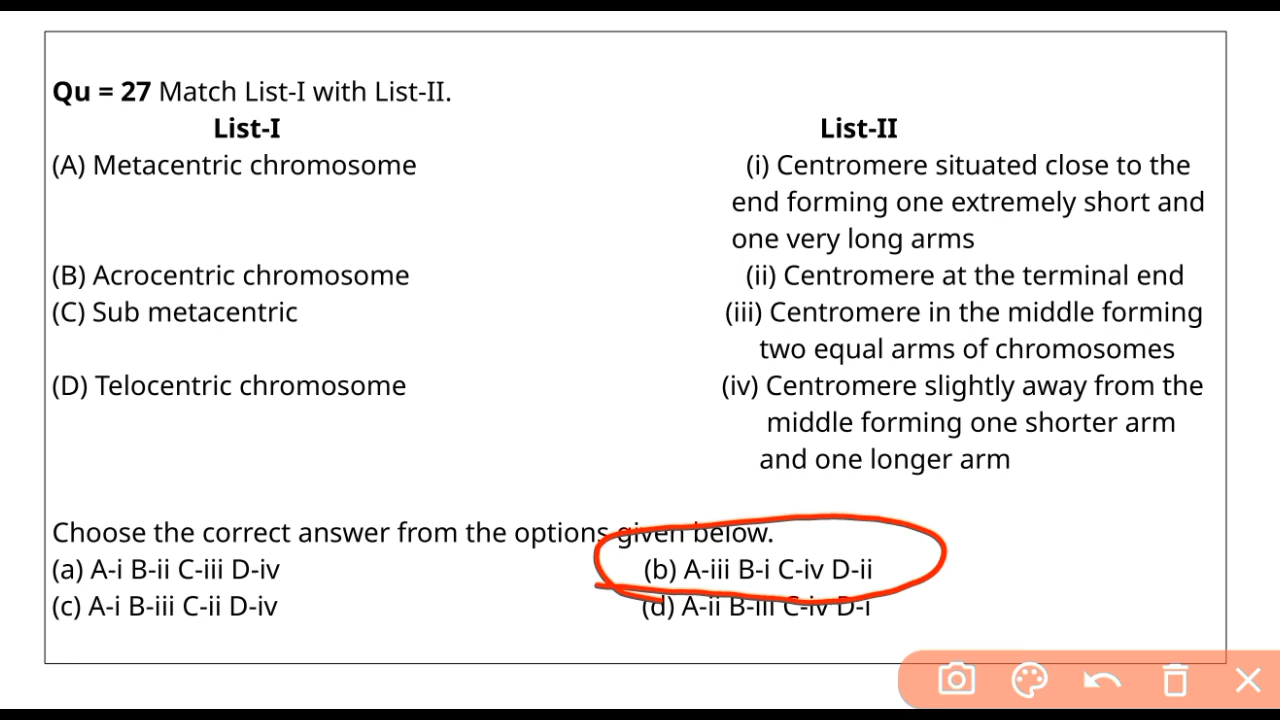 Qu = 27 Match List-I with List-II.
List-I List-II
(A) Metacentric chromosome (i) Centromere situated close to the
end forming one extremely short and
one very long arms
(B) Acrocentric chromosome (ii) Centromere at the terminal end
(C) Sub metacentric (iii) Centromere in the middle forming
two equal arms of chromosomes
(D) Telocentric chromosome (iv) Centromere slightly away from the
middle forming one shorter arm
and one longer arm
Choose the correct answer from the options given below.
(a) A-i B-ii C-iii D-iv (b) A-iii B-i C-iv D-ii
(c) A-i B-iii C-ii D-iv (d) A-ii B-iii C-iv D-i